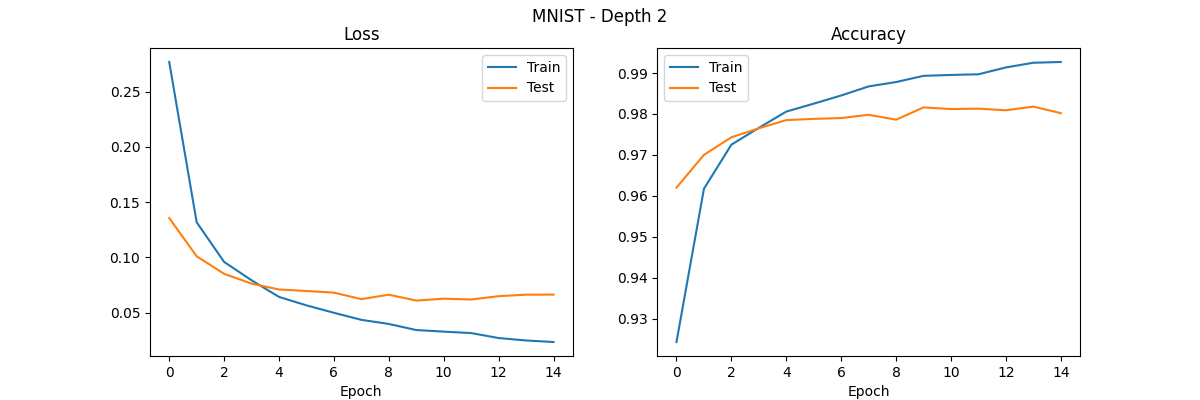 MNIST - Depth 2
Loss
Train
Test
0.25
0.20
0.15
0.10
0.05
0 2 4 6 8 10 12 14
Epoch
Accuracy
Train
Test
0.99
0.98
0.97
0.96
0.95
0.94
0.93
0 2 4 6 8 10 12 14
Epoch